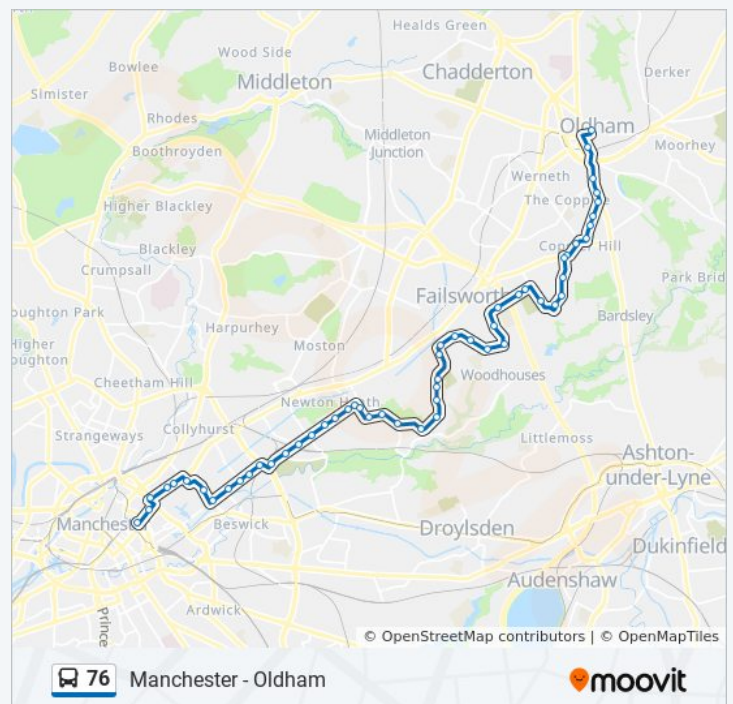 Healds Green
Wood Side
Bowlee
Middleton
Chadderton
Derker
Simister
Rhodes
Oldham
Boothroyden
Middleton
Junction
Moorhey
Werneth
Higher Blackley
The Coppice
Blackley
Crumpsall
Park Brid
oughton Park
Failsworth
Bardsley
Harpurhey
Higher
oughton
Moston
Cheetham Hill
Woodhouses
Newton Heath
Strangeways
Collyhurst
Littlemoss
Ashton-
under-Lyne
Manchester
Beswick
Droylsden
Dukinfield
Audenshaw
Ardwick
Prince
© OpenStreetMap contributors | © OpenMapTiles
76 Manchester - Oldham
moovit